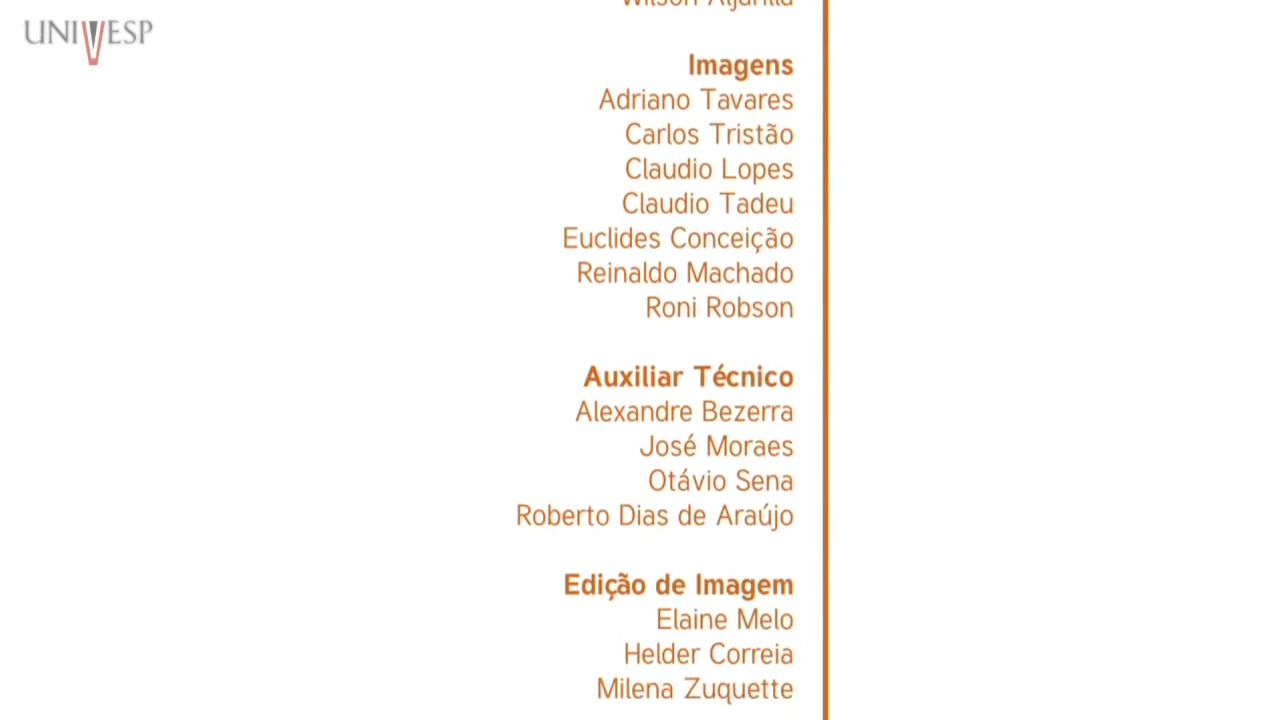 UNIVESP
Imagens
Adriano Tavares
Carlos Tristão
Claudio Lopes
Claudio Tadeu
Euclides Conceição
Reinaldo Machado
Roni Robson
Auxiliar Técnico
Alexandre Bezerra
José Moraes
Otávio Sena
Roberto Dias de Araújo
Edição de Imagem
Elaine Melo
Helder Correia
Milena Zuquette